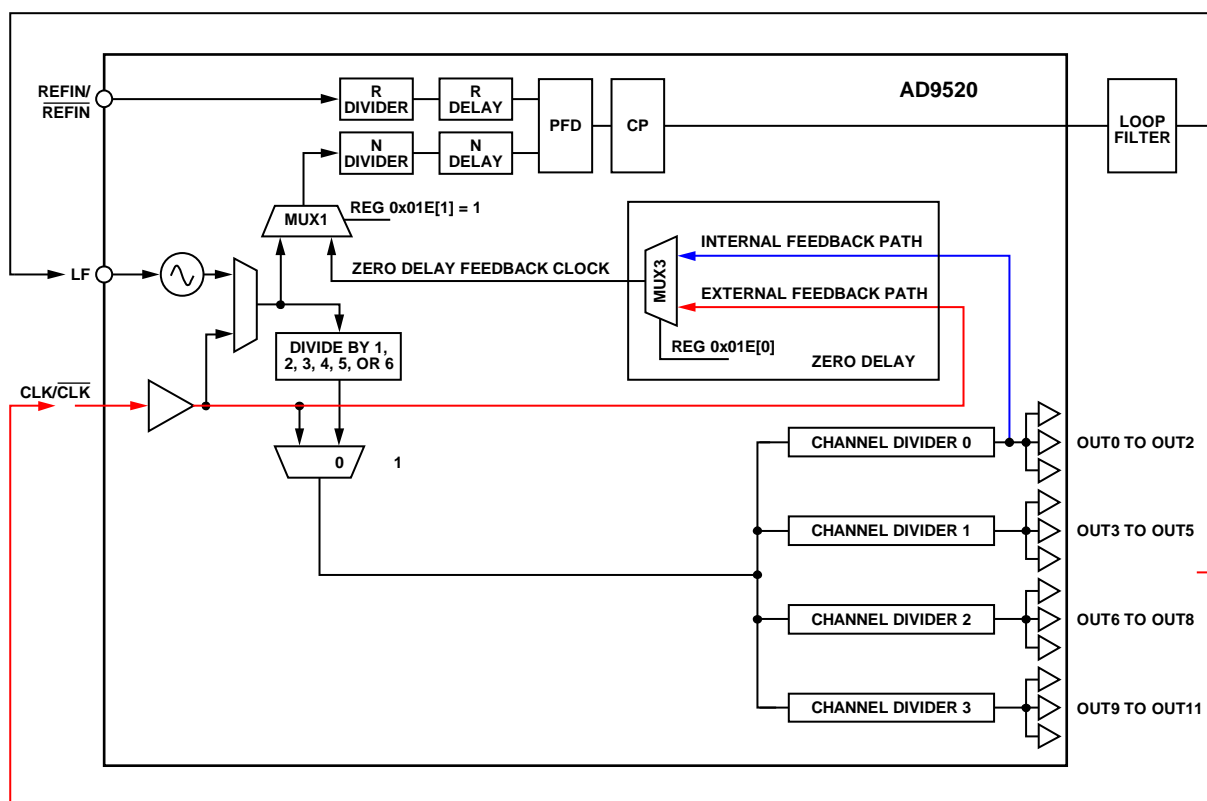 AD9520
REFIN/
REFIN
R
DIVIDER
R
DELAY
PFD
CP
LOOP
FILTER
N
DIVIDER
N
DELAY
MUX1
REG 0x01E[1] = 1
LF
ZERO DELAY FEEDBACK CLOCK
MUX3
INTERNAL FEEDBACK PATH
EXTERNAL FEEDBACK PATH
REG 0x01E[0]
ZERO DELAY
DIVIDE BY 1,
2, 3, 4, 5, OR 6
CLK/CLK
0
1
CHANNEL DIVIDER 0
OUT0 TO OUT2
CHANNEL DIVIDER 1
OUT3 TO OUT5
CHANNEL DIVIDER 2
OUT6 TO OUT8
CHANNEL DIVIDER 3
OUT9 TO OUT11